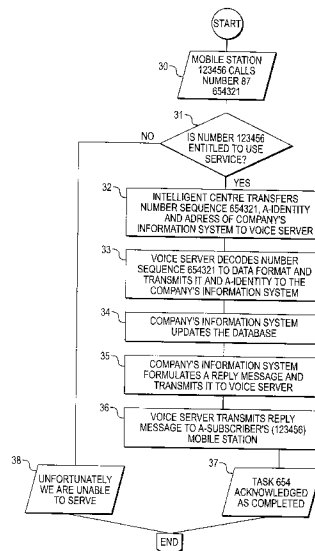 START
30
MOBILE STATION
123456 CALLS
NUMBER 87
654321
31
NO
IS NUMBER 123456
ENTITLED TO USE
SERVICE?
YES
32
INTELLIGENT CENTRE TRANSFERS
NUMBER SEQUENCE 654321, A-IDENTITY
AND ADRESS OF COMPANY'S
INFORMATION SYSTEM TO VOICE SERVER
33
VOICE SERVER DECODES NUMBER
SEQUENCE 654321 TO DATA FORMAT AND
TRANSMITS IT AND A-IDENTITY TO THE
COMPANY'S INFORMATION SYSTEM
34
COMPANY'S INFORMATION SYSTEM
UPDATES THE DATABASE
35
COMPANY'S INFORMATION SYSTEM
FORMULATES A REPLY MESSAGE AND
TRANSMITS IT TO VOICE SERVER
36
VOICE SERVER TRANSMITS REPLY
MESSAGE TO A-SUBSCRIBER'S (123456)
MOBILE STATION
38
UNFORTUNATELY
WE ARE UNABLE
TO SERVE
37
TASK 654
ACKNOWLEDGED
AS COMPLETED
END